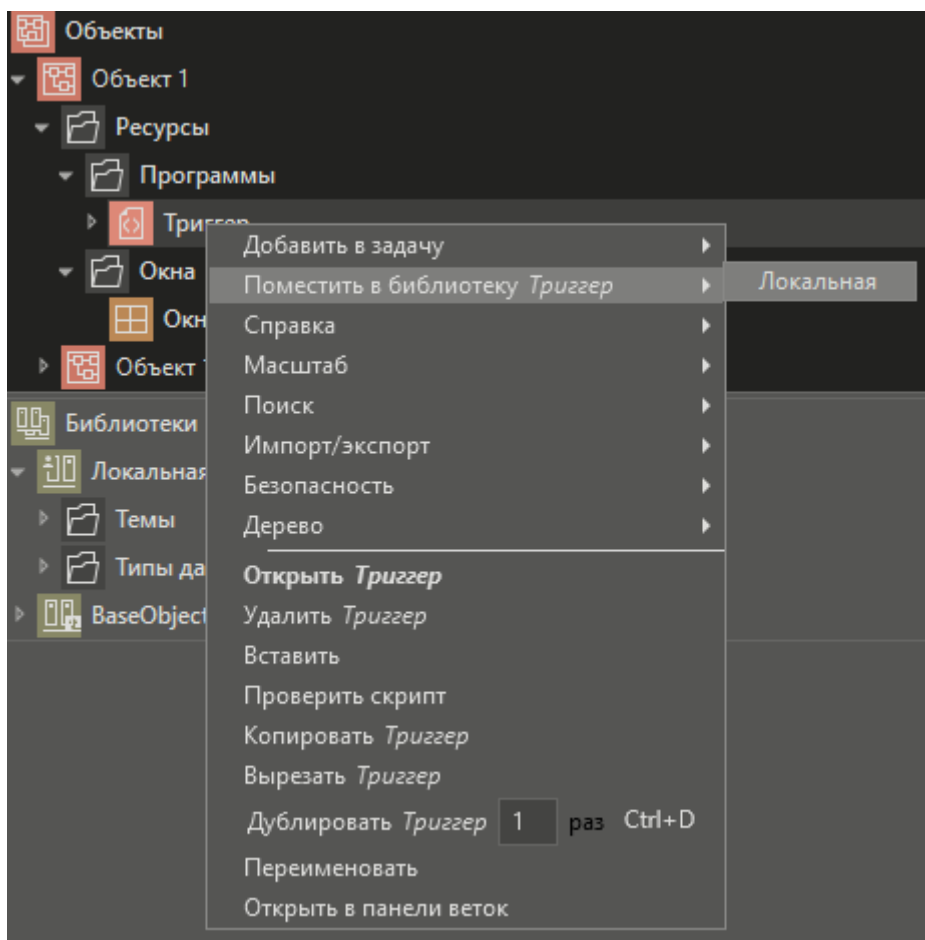 Объекты
Объект 1
Ресурсы
Программы
Добавить в задачу
Окна
Поместить в библиотеку Триггер
Локальная
Справка
Объект
Масштаб
Поиск
Библиотеки
Импорт/экспорт
Локальная
Безопасность
Темы
Дерево
Типы
Открыть Триггер
BaseObject
Удалить Триггер
Вставить
Проверить скрипт
Копировать Триггер
Вырезать Триггер
Дублировать Триггер 1 раз Ctrl+D
Переименовать
Открыть в панели веток